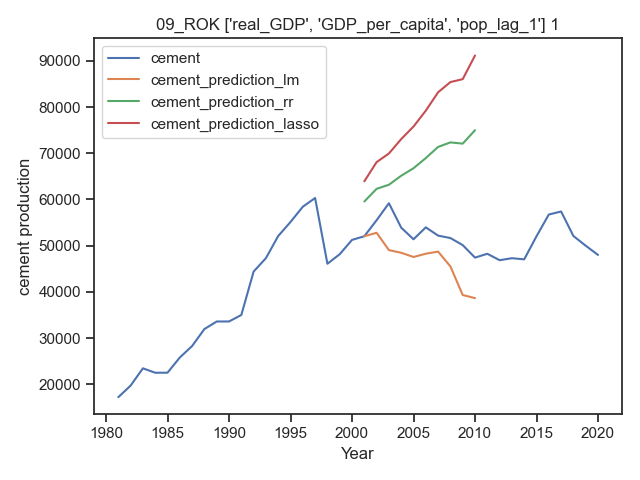 09_ROK ['real_GDP', 'GDP_per_capita', 'pop_lag_1'] 1
cement
cement_prediction_lm
cement_prediction_rr
cement_prediction_lasso
90000
80000
70000
60000
50000
40000
30000
20000
cement production
1980 1985 1990 1995 2000 2005 2010 2015 2020
Year